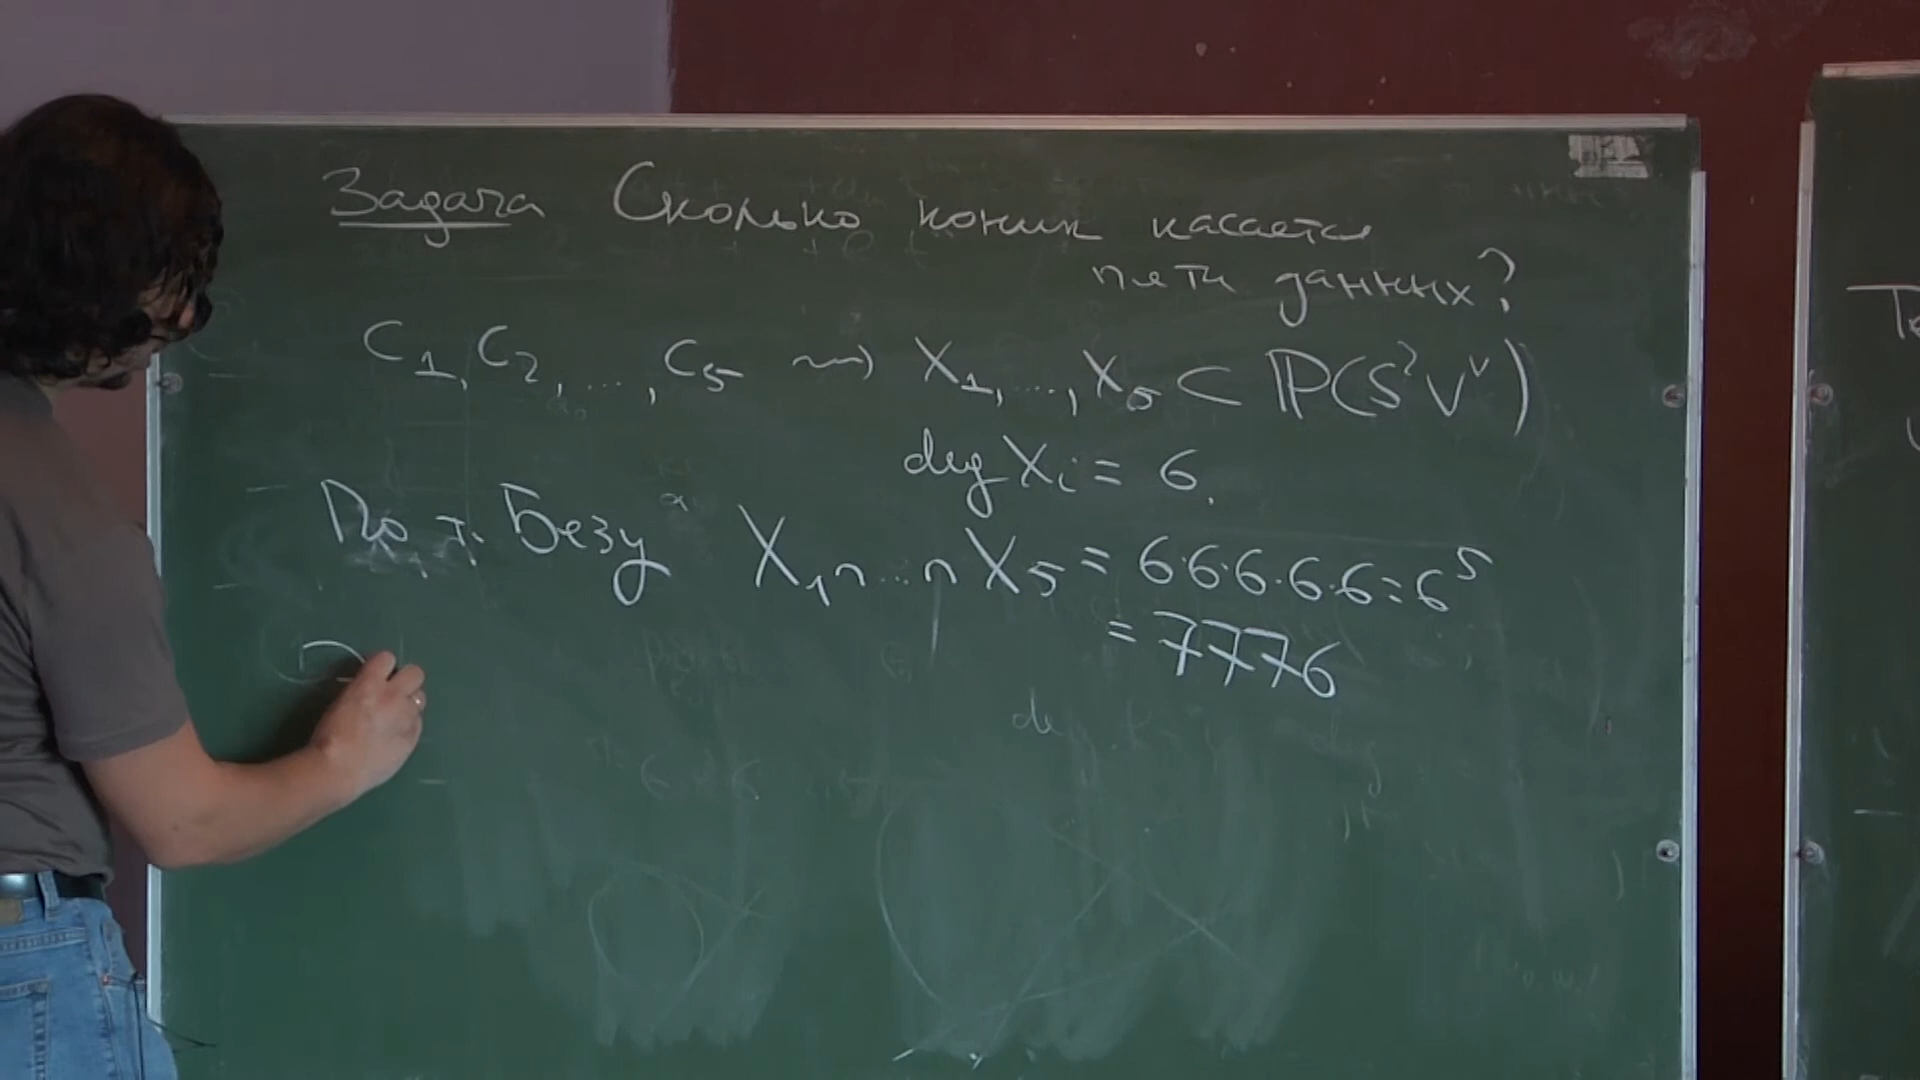 Задача Сколько коник касается
пяти данных?
C₁, C₂, ..., C₅ ⇝ X₁, ..., X₅ ⊂ ℙ(S²V^∨)
deg Xᵢ = 6.
По т. Безу X₁∩...∩X₅ = 6·6·6·6·6 = 6⁵
= 7776